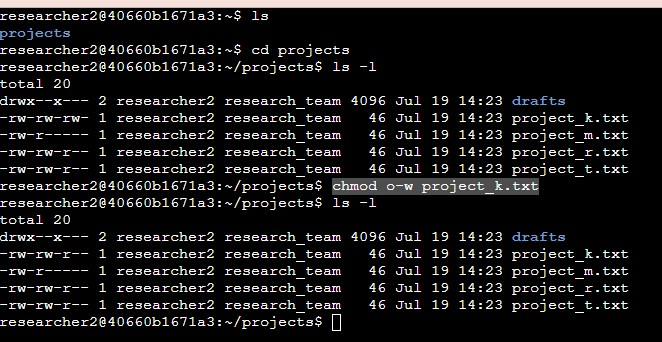 researcher2@40660b1671a3:~$ ls
projects
researcher2@40660b1671a3:~$ cd projects
researcher2@40660b1671a3:~/projects$ ls -l
total 20
drwx--x--- 2 researcher2 research_team 4096 Jul 19 14:23 drafts
-rw-rw-rw- 1 researcher2 research_team   46 Jul 19 14:23 project_k.txt
-rw-r----- 1 researcher2 research_team   46 Jul 19 14:23 project_m.txt
-rw-rw-r-- 1 researcher2 research_team   46 Jul 19 14:23 project_r.txt
-rw-rw-r-- 1 researcher2 research_team   46 Jul 19 14:23 project_t.txt
researcher2@40660b1671a3:~/projects$ chmod o-w project_k.txt
researcher2@40660b1671a3:~/projects$ ls -l
total 20
drwx--x--- 2 researcher2 research_team 4096 Jul 19 14:23 drafts
-rw-rw-r-- 1 researcher2 research_team   46 Jul 19 14:23 project_k.txt
-rw-r----- 1 researcher2 research_team   46 Jul 19 14:23 project_m.txt
-rw-rw-r-- 1 researcher2 research_team   46 Jul 19 14:23 project_r.txt
-rw-rw-r-- 1 researcher2 research_team   46 Jul 19 14:23 project_t.txt
researcher2@40660b1671a3:~/projects$